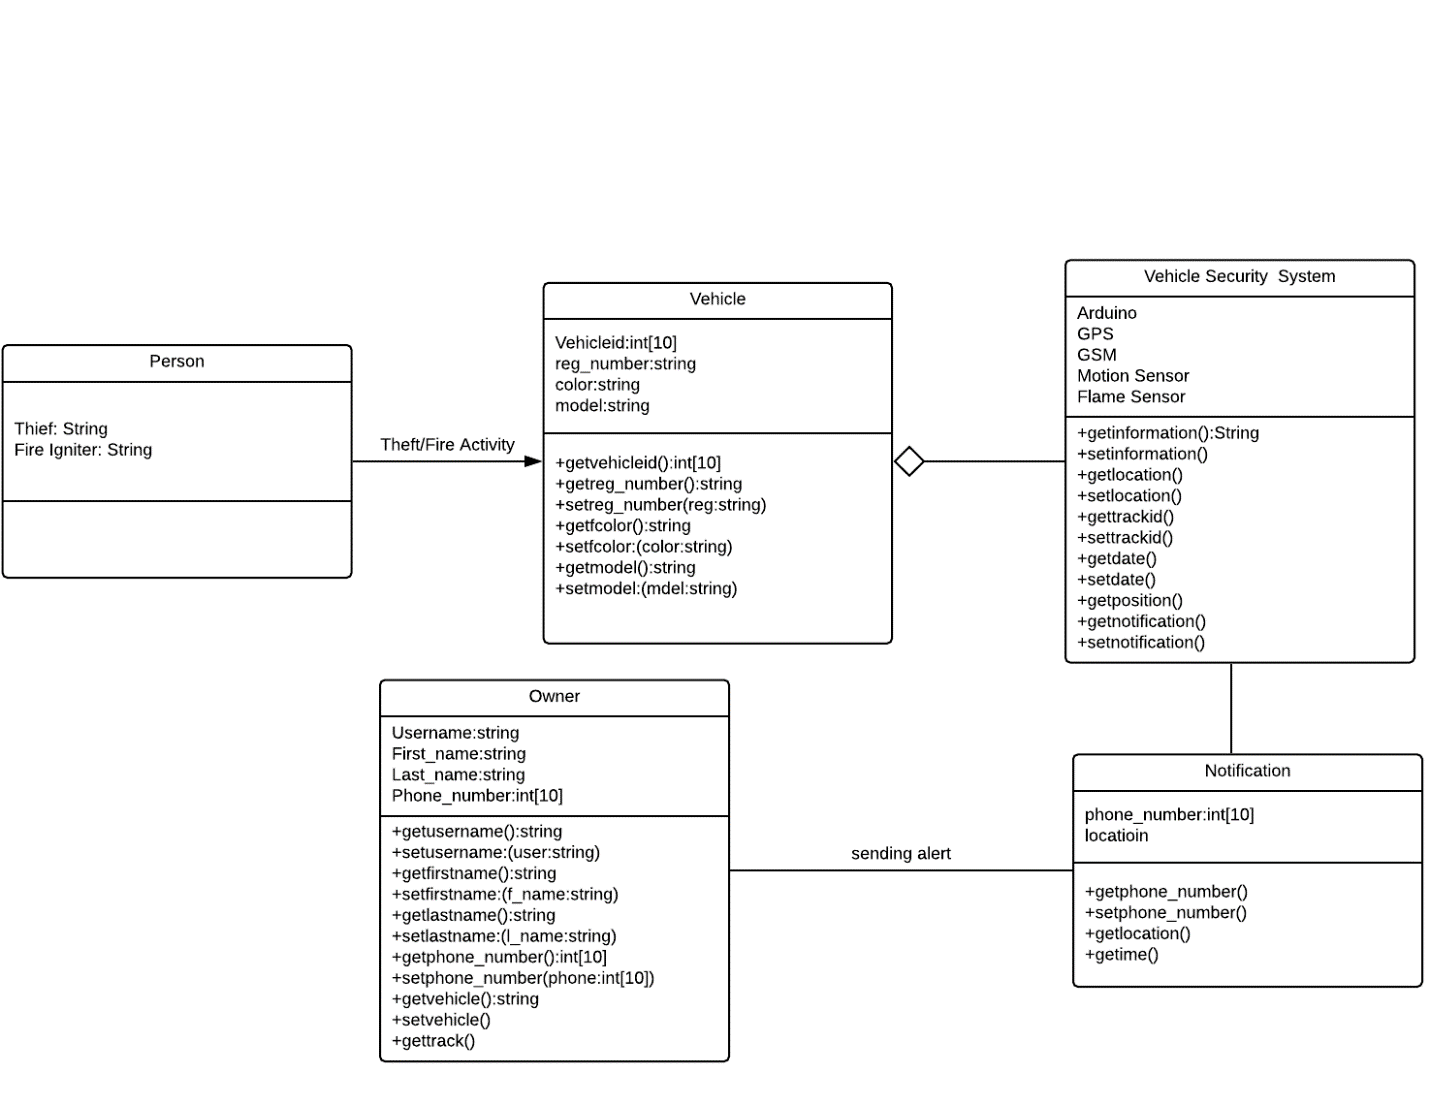 Person
Thief: String
Fire Igniter: String
Theft/Fire Activity
Vehicle
Vehicleid:int[10]
reg_number:string
color:string
model:string
+getvehicleid():int[10]
+getreg_number():string
+setreg_number(reg:string)
+getfcolor():string
+setfcolor:(color:string)
+getmodel():string
+setmodel:(mdel:string)
Vehicle Security  System
Arduino
GPS
GSM
Motion Sensor
Flame Sensor
+getinformation():String
+setinformation()
+getlocation()
+setlocation()
+gettrackid()
+settrackid()
+getdate()
+setdate()
+getposition()
+getnotification()
+setnotification()
Owner
Username:string
First_name:string
Last_name:string
Phone_number:int[10]
+getusername():string
+setusername:(user:string)
+getfirstname():string
+setfirstname:(f_name:string)
+getlastname():string
+setlastname:(l_name:string)
+getphone_number():int[10]
+setphone_number(phone:int[10])
+getvehicle():string
+setvehicle()
+gettrack()
sending alert
Notification
phone_number:int[10]
locatioin
+getphone_number()
+setphone_number()
+getlocation()
+getime()